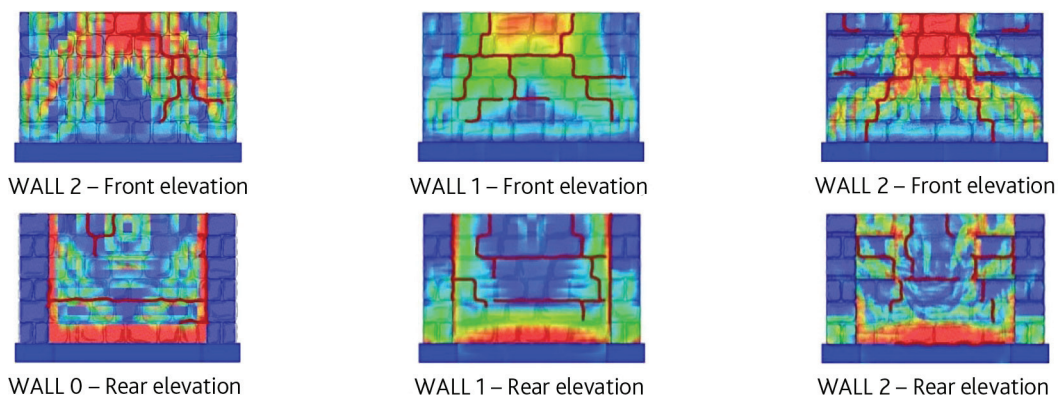 WALL 2 – Front elevation
WALL 1 – Front elevation
WALL 2 – Front elevation
WALL 0 – Rear elevation
WALL 1 – Rear elevation
WALL 2 – Rear elevation